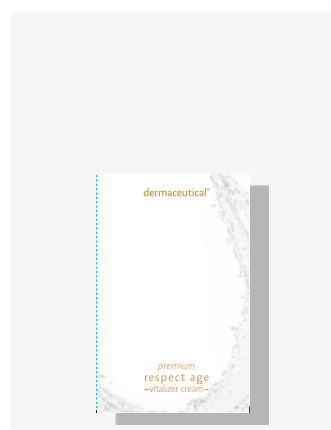 dermaceutical®
premium
respect age
–vitalizer cream–